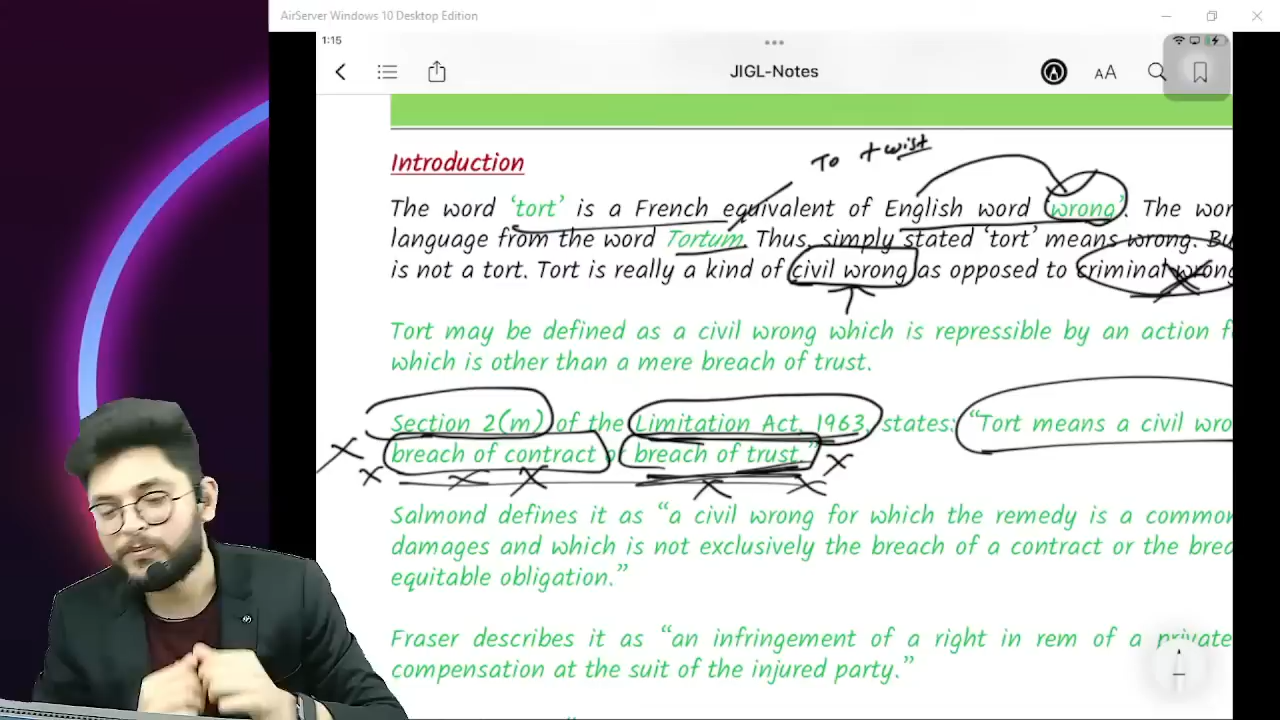 AirServer Windows 10 Desktop Edition
1:15
JIGL-Notes
AA
To twist
Introduction
The word 'tort' is a French equivalent of English word 'wrong'. The wor
language from the word Tortum. Thus, simply stated 'tort' means wrong. Bu
is not a tort. Tort is really a kind of civil wrong as opposed to criminal wrong
Tort may be defined as a civil wrong which is repressible by an action f
which is other than a mere breach of trust.
Section 2(m) of the Limitation Act, 1963, states: "Tort means a civil wro
breach of contract or breach of trust."
Salmond defines it as "a civil wrong for which the remedy is a common
damages and which is not exclusively the breach of a contract or the brea
equitable obligation."
Fraser describes it as "an infringement of a right in rem of a private
compensation at the suit of the injured party."